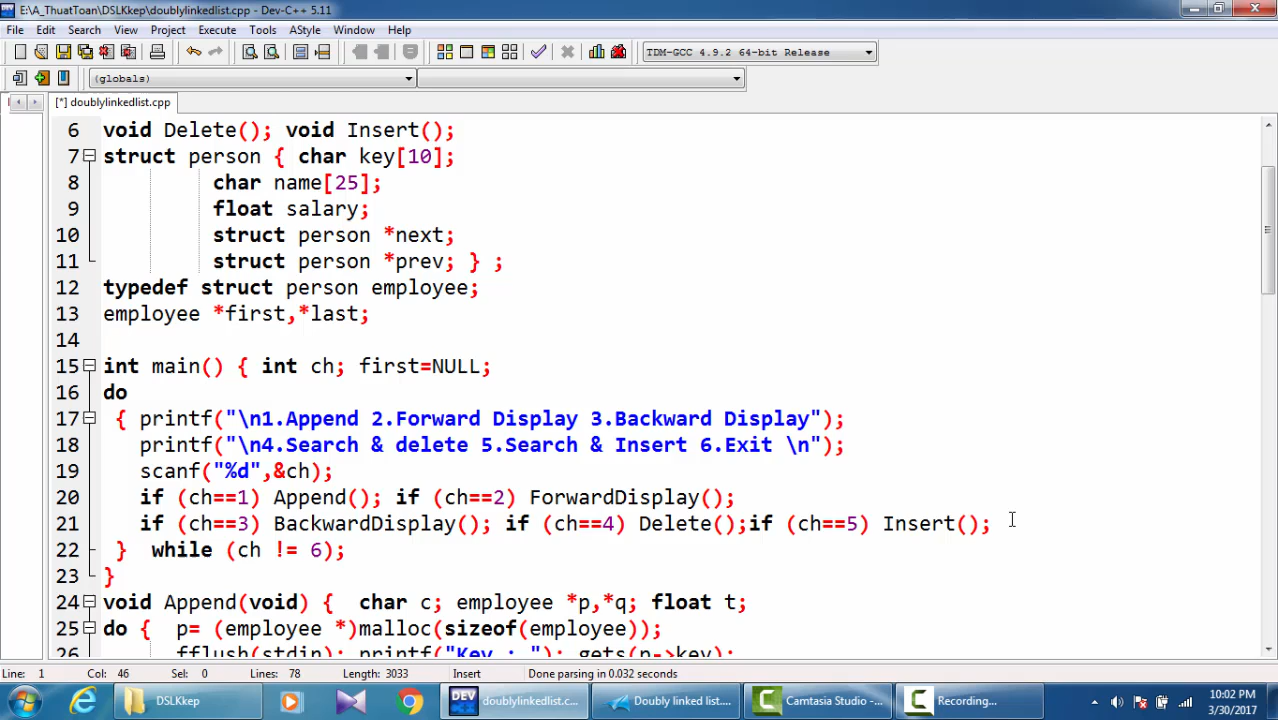 E:\A_ThuatToan\DSLKkep\doublylinkedlist.cpp - Dev-C++ 5.11
File Edit Search View Project Execute Tools AStyle Window Help
TDM-GCC 4.9.2 64-bit Release
(globals)
[*] doublylinkedlist.cpp
6 void Delete(); void Insert();
7 struct person { char key[10];
8 char name[25];
9 float salary;
10 struct person *next;
11 struct person *prev; } ;
12 typedef struct person employee;
13 employee *first,*last;
14
15 int main() { int ch; first=NULL;
16 do
17 { printf("\n1.Append 2.Forward Display 3.Backward Display");
18 printf("\n4.Search & delete 5.Search & Insert 6.Exit \n");
19 scanf("%d",&ch);
20 if (ch==1) Append(); if (ch==2) ForwardDisplay();
21 if (ch==3) BackwardDisplay(); if (ch==4) Delete();if (ch==5) Insert();
22 } while (ch != 6);
23 }
24 void Append(void) { char c; employee *p,*q; float t;
25 do { p= (employee *)malloc(sizeof(employee));
26 fflush(stdin); printf("Key : "); gets(p->key);
Line: 1 Col: 46 Sel: 0 Lines: 78 Length: 3033 Insert Done parsing in 0.032 seconds
DSLKkep
DEV doublylinkedlist.c...
Doubly linked list....
Camtasia Studio -...
Recording...
10:02 PM
3/30/2017